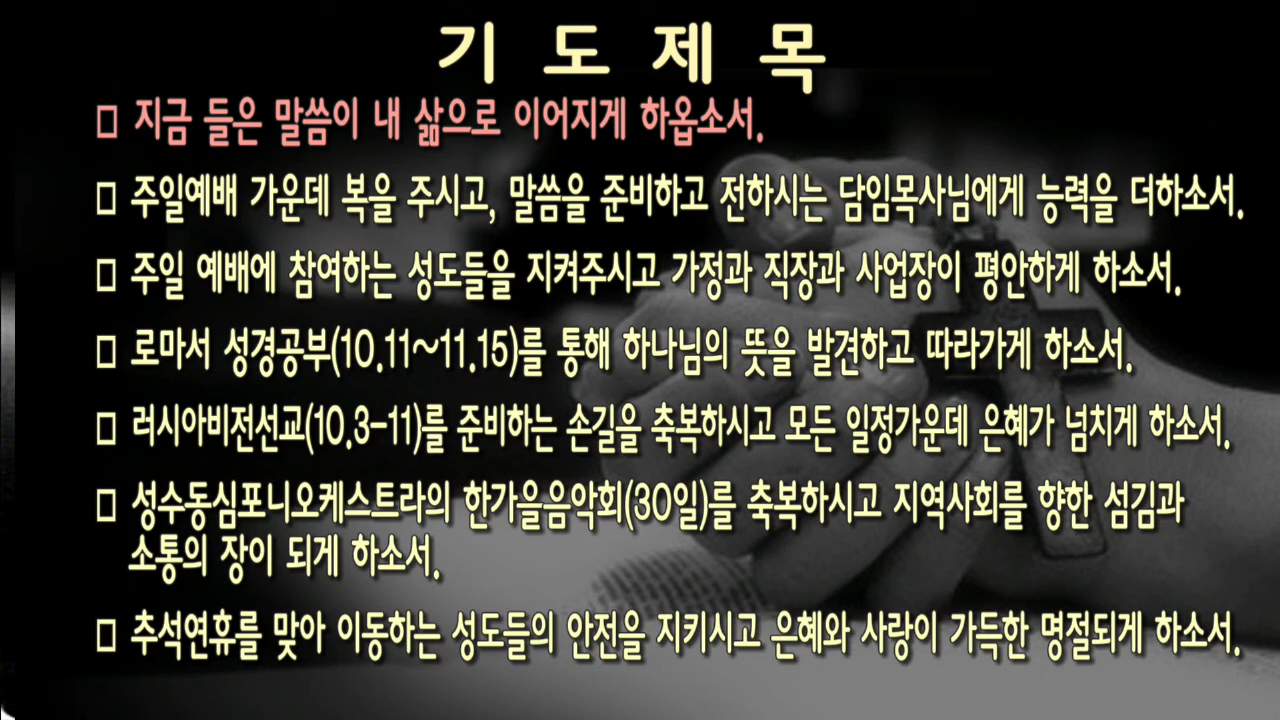 기 도 제 목
□ 지금 들은 말씀이 내 삶으로 이어지게 하옵소서.
□ 주일예배 가운데 복을 주시고, 말씀을 준비하고 전하시는 담임목사님에게 능력을 더하소서.
□ 주일 예배에 참여하는 성도들을 지켜주시고 가정과 직장과 사업장이 평안하게 하소서.
□ 로마서 성경공부(10.11~11.15)를 통해 하나님의 뜻을 발견하고 따라가게 하소서.
□ 러시아비전선교(10.3-11)를 준비하는 손길을 축복하시고 모든 일정가운데 은혜가 넘치게 하소서.
□ 성수동심포니오케스트라의 한가을음악회(30일)를 축복하시고 지역사회를 향한 섬김과
소통의 장이 되게 하소서.
□ 추석연휴를 맞아 이동하는 성도들의 안전을 지키시고 은혜와 사랑이 가득한 명절되게 하소서.